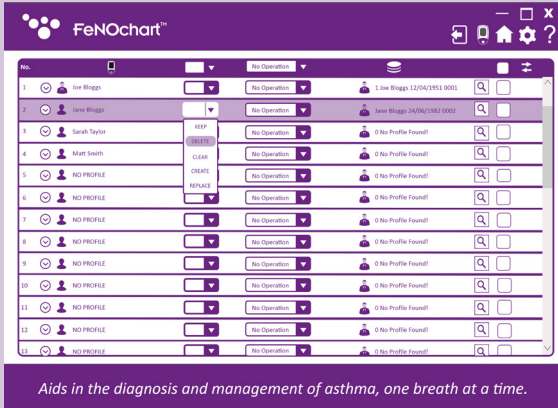 FeNOchart™
No. No Operation
1 Joe Bloggs No Operation 1 Joe Bloggs 12/04/1951 0001
2 Jane Bloggs Jane Bloggs 24/06/1982 0002
KEEP
3 Sarah Taylor No Operation 0 No Profile Found!
DELETE
4 Matt Smith No Operation 0 No Profile Found!
CLEAR
CREATE
5 NO PROFILE No Operation 0 No Profile Found!
REPLACE
6 NO PROFILE No Operation 0 No Profile Found!
7 NO PROFILE No Operation 0 No Profile Found!
8 NO PROFILE No Operation 0 No Profile Found!
9 NO PROFILE No Operation 0 No Profile Found!
10 NO PROFILE No Operation 0 No Profile Found!
11 NO PROFILE No Operation 0 No Profile Found!
12 NO PROFILE No Operation 0 No Profile Found!
13 NO PROFILE No Operation 0 No Profile Found!
Aids in the diagnosis and management of asthma, one breath at a time.